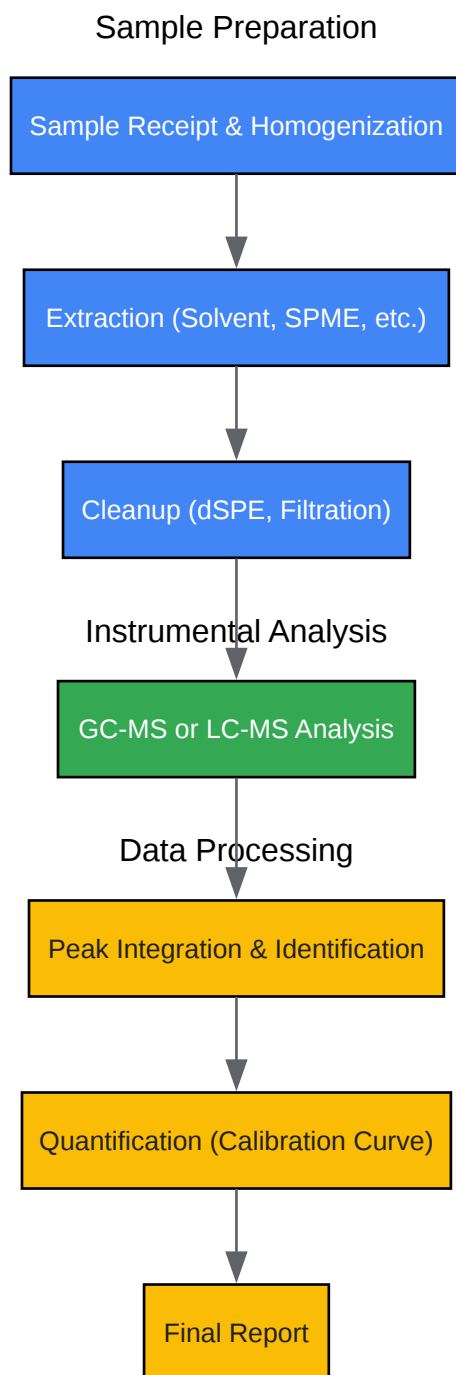 Sample Preparation
Sample Receipt & Homogenization
Extraction (Solvent, SPME, etc.)
Cleanup (dSPE, Filtration)
Instrumental Analysis
GC-MS or LC-MS Analysis
Data Processing
Peak Integration & Identification
Quantification (Calibration Curve)
Final Report